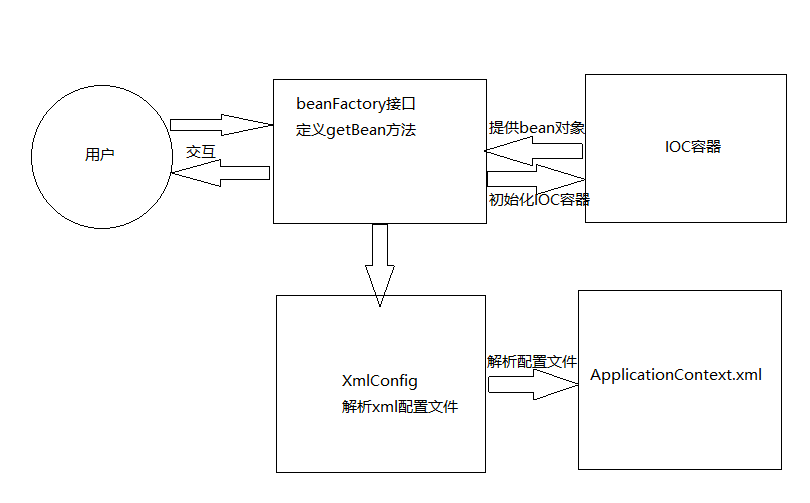 beanFactory接口
定义getBean方法
用户
交互
提供bean对象
初始化IOC容器
IOC容器
XmlConfig
解析xml配置文件
解析配置文件
ApplicationContext.xml